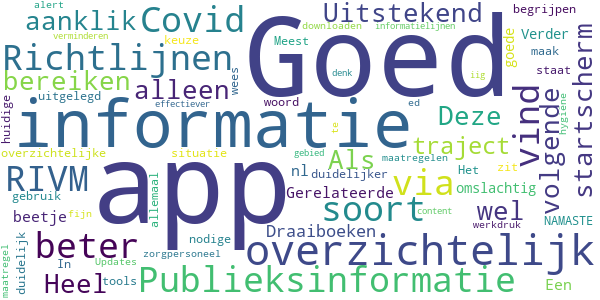 alert
begrijpen
aanklik
Covid
Uitstekend
downloaden
informatielijnen
verminderen
keuze
Meest
goede
Verder
maak
Richtlijnen
Goed
denk
iig
staat
bereiken
alleen
wees
effectiever
woord
ed
hygiene
startscherm
uitgelegd
huidige
informatie
Deze
vind
volgende
te
overzichtelijke
situatie
gebied
Als
traject
duidelijker
maatregelen
Het
zit
RIVM
app
nl
via
omslachtig
gebruik
allemaal
Gerelateerde
soort
wel
content
werkdruk
NAMASTE
beetje
fijn
nodige
Draaiboeken
duidelijk
beter
zorgpersoneel
overzichtelijk
In
Updates
maatregel
Heel
tools
Publieksinformatie
Een